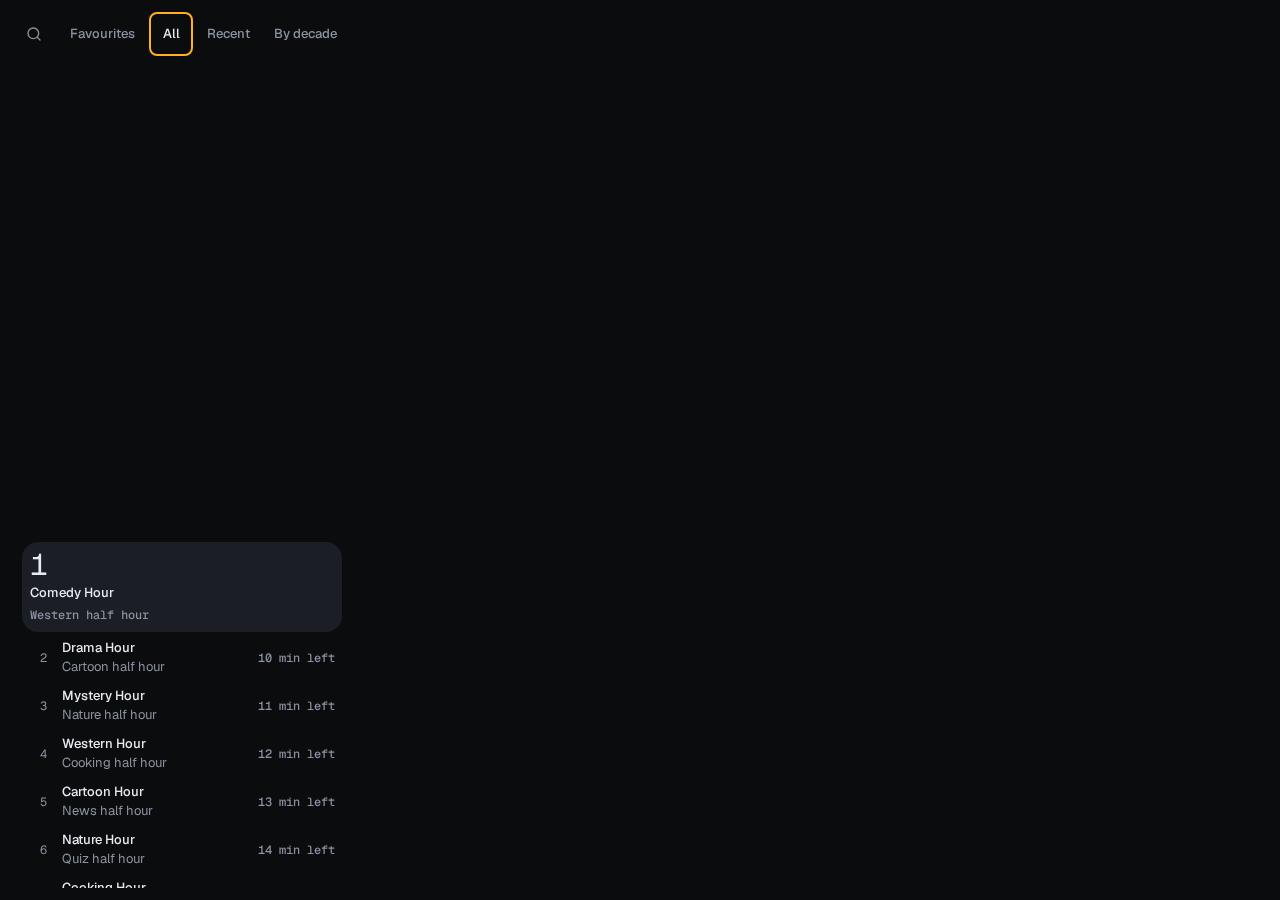 Favourites All Recent By decade
1
Comedy Hour
Western half hour
2 Drama Hour 10 min left
Cartoon half hour
3 Mystery Hour 11 min left
Nature half hour
4 Western Hour 12 min left
Cooking half hour
5 Cartoon Hour 13 min left
News half hour
6 Nature Hour 14 min left
Quiz half hour
Cooking Hour